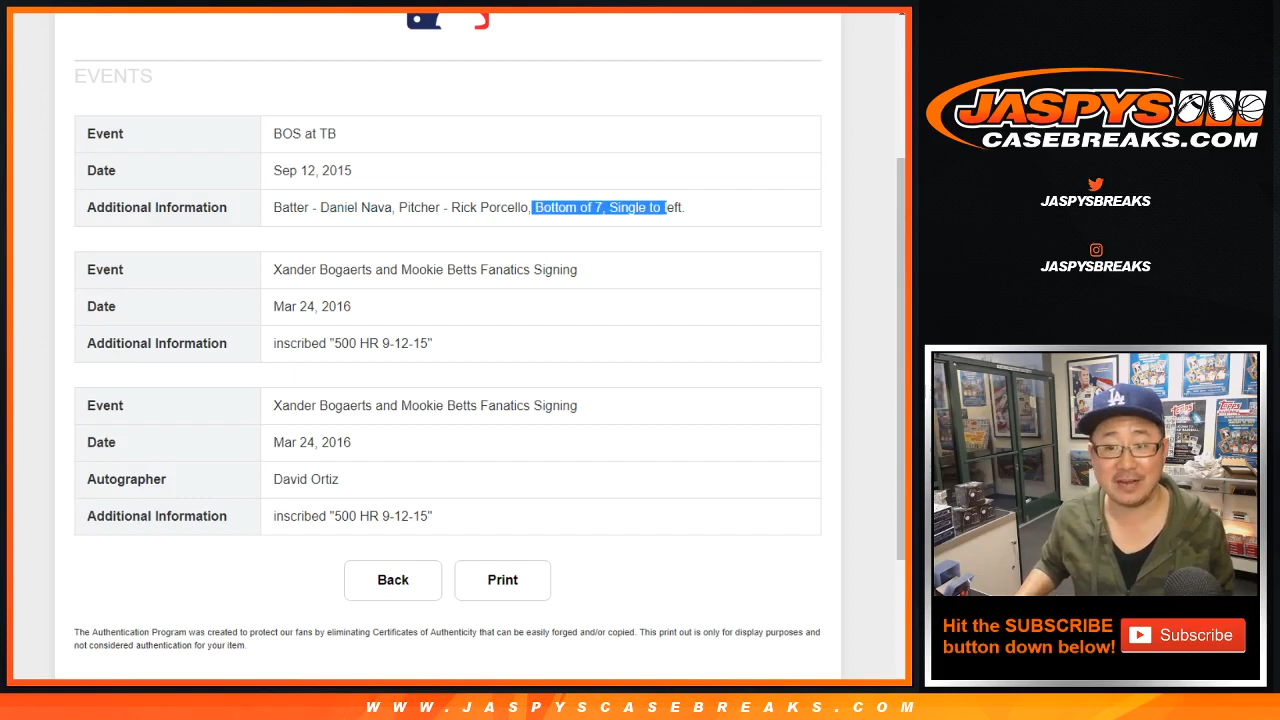 EVENTS
Event BOS at TB
Date Sep 12, 2015
Additional Information Batter - Daniel Nava, Pitcher - Rick Porcello, Bottom of 7, Single to left.
Event Xander Bogaerts and Mookie Betts Fanatics Signing
Date Mar 24, 2016
Additional Information inscribed "500 HR 9-12-15"
Event Xander Bogaerts and Mookie Betts Fanatics Signing
Date Mar 24, 2016
Autographer David Ortiz
Additional Information inscribed "500 HR 9-12-15"
Back Print
The Authentication Program was created to protect our fans by eliminating Certificates of Authenticity that can be easily forged and/or copied. This print out is only for display purposes and
not considered authentication for your item.
JASPYS
CASEBREAKS.COM
JASPYSBREAKS
JASPYSBREAKS
LA
Topps
Hit the SUBSCRIBE
button down below!
Subscribe
WWW.JASPYSCASEBREAKS.COM